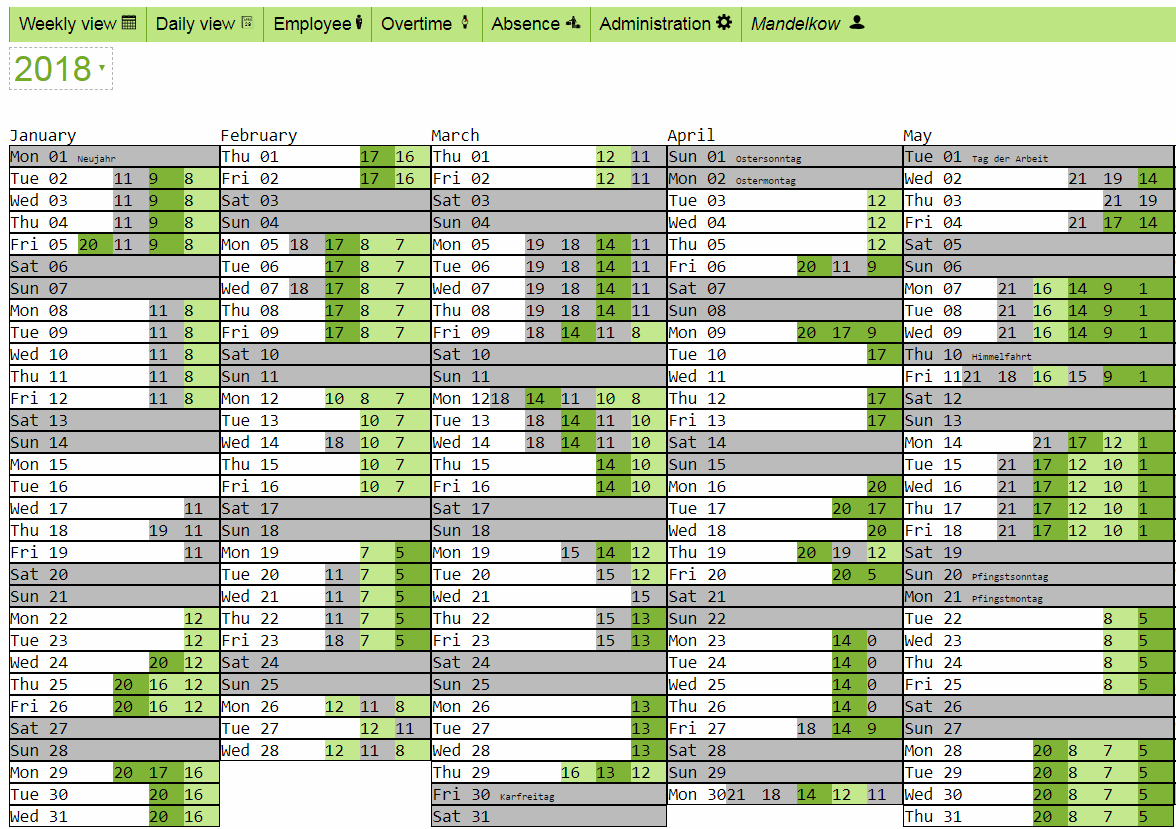 Weekly view Daily view Employee Overtime Absence Administration Mandelkow
2018
January
Mon 01 Neujahr
Tue 02 11 9 8
Wed 03 11 9 8
Thu 04 11 9 8
Fri 05 20 11 9 8
Sat 06
Sun 07
Mon 08 11 8
Tue 09 11 8
Wed 10 11 8
Thu 11 11 8
Fri 12 11 8
Sat 13
Sun 14
Mon 15
Tue 16
Wed 17 11
Thu 18 19 11
Fri 19 11
Sat 20
Sun 21
Mon 22 12
Tue 23 12
Wed 24 20 12
Thu 25 20 16 12
Fri 26 20 16 12
Sat 27
Sun 28
Mon 29 20 17 16
Tue 30 20 16
Wed 31 20 16
February
Thu 01 17 16
Fri 02 17 16
Sat 03
Sun 04
Mon 05 18 17 8 7
Tue 06 17 8 7
Wed 07 18 17 8 7
Thu 08 17 8 7
Fri 09 17 8 7
Sat 10
Sun 11
Mon 12 10 8 7
Tue 13 10 7
Wed 14 18 10 7
Thu 15 10 7
Fri 16 10 7
Sat 17
Sun 18
Mon 19 7 5
Tue 20 11 7 5
Wed 21 11 7 5
Thu 22 11 7 5
Fri 23 18 7 5
Sat 24
Sun 25
Mon 26 12 11 8
Tue 27 12 11
Wed 28 12 11 8
March
Thu 01 12 11
Fri 02 12 11
Sat 03
Sun 04
Mon 05 19 18 14 11
Tue 06 19 18 14 11
Wed 07 19 18 14 11
Thu 08 19 18 14 11
Fri 09 18 14 11 8
Sat 10
Sun 11
Mon 12 18 14 11 10 8
Tue 13 18 14 11 10
Wed 14 18 14 11 10
Thu 15 14 10
Fri 16 14 10
Sat 17
Sun 18
Mon 19 15 14 12
Tue 20 15 12
Wed 21 15
Thu 22 15 13
Fri 23 15 13
Sat 24
Sun 25
Mon 26 13
Tue 27 13
Wed 28 13
Thu 29 16 13 12
Fri 30 Karfreitag
Sat 31
April
Sun 01 Ostersonntag
Mon 02 Ostermontag
Tue 03 12
Wed 04 12
Thu 05 12
Fri 06 20 11 9
Sat 07
Sun 08
Mon 09 20 17 9
Tue 10 17
Wed 11
Thu 12 17
Fri 13 17
Sat 14
Sun 15
Mon 16 20
Tue 17 20 17
Wed 18 20
Thu 19 20 19 12
Fri 20 20 5
Sat 21
Sun 22
Mon 23 14 0
Tue 24 14 0
Wed 25 14 0
Thu 26 14 0
Fri 27 18 14 9
Sat 28
Sun 29
Mon 30 21 18 14 12 11
May
Tue 01 Tag der Arbeit
Wed 02 21 19 14
Thu 03 21 19
Fri 04 21 17 14
Sat 05
Sun 06
Mon 07 21 16 14 9 1
Tue 08 21 16 14 9 1
Wed 09 21 16 14 9 1
Thu 10 Himmelfahrt
Fri 11 21 18 16 15 9 1
Sat 12
Sun 13
Mon 14 21 17 12 1
Tue 15 21 17 12 10 1
Wed 16 21 17 12 10 1
Thu 17 21 17 12 10 1
Fri 18 21 17 12 10 1
Sat 19
Sun 20 Pfingstsonntag
Mon 21 Pfingstmontag
Tue 22 8 5
Wed 23 8 5
Thu 24 8 5
Fri 25 8 5
Sat 26
Sun 27
Mon 28 20 8 7 5
Tue 29 20 8 7 5
Wed 30 20 8 7 5
Thu 31 20 8 7 5